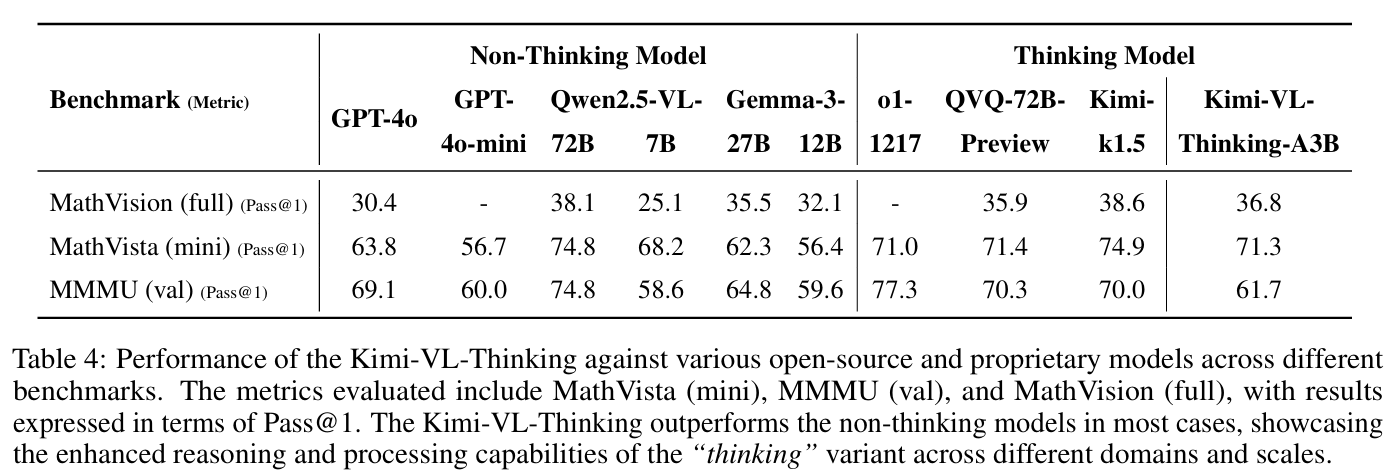 Non-Thinking Model Thinking Model
Benchmark (Metric) GPT-4o GPT- Qwen2.5-VL- Gemma-3- o1- QVQ-72B- Kimi- Kimi-VL-
4o-mini 72B 7B 27B 12B 1217 Preview k1.5 Thinking-A3B
MathVision (full) (Pass@1) 30.4 - 38.1 25.1 35.5 32.1 - 35.9 38.6 36.8
MathVista (mini) (Pass@1) 63.8 56.7 74.8 68.2 62.3 56.4 71.0 71.4 74.9 71.3
MMMU (val) (Pass@1) 69.1 60.0 74.8 58.6 64.8 59.6 77.3 70.3 70.0 61.7
Table 4: Performance of the Kimi-VL-Thinking against various open-source and proprietary models across different
benchmarks. The metrics evaluated include MathVista (mini), MMMU (val), and MathVision (full), with results
expressed in terms of Pass@1. The Kimi-VL-Thinking outperforms the non-thinking models in most cases, showcasing
the enhanced reasoning and processing capabilities of the “thinking” variant across different domains and scales.